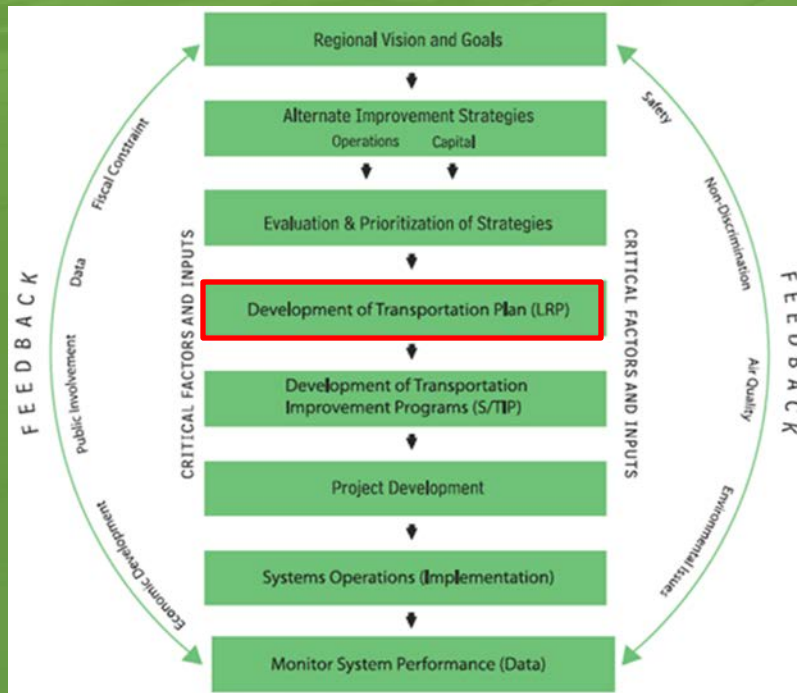 Regional Vision and Goals
Alternate Improvement Strategies
Operations Capital
Evaluation & Prioritization of Strategies
Development of Transportation Plan (LRP)
Development of Transportation
Improvement Programs (S/TIP)
Project Development
Systems Operations (Implementation)
Monitor System Performance (Data)
FEEDBACK
Fiscal Constraint
Data
Public Involvement
Economic Development
CRITICAL FACTORS AND INPUTS
CRITICAL FACTORS AND INPUTS
Safety
Non-Discrimination
Air Quality
Environmental Issues
FEEDBACK